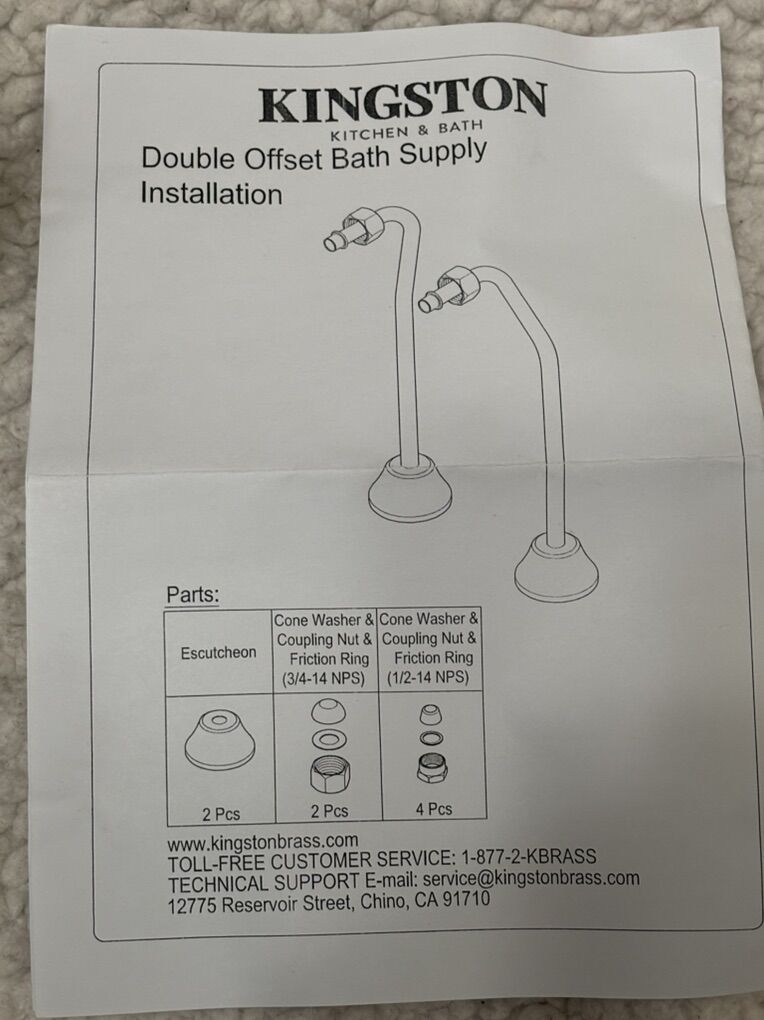 KINGSTON
KITCHEN & BATH
Double Offset Bath Supply
Installation
Parts:
Escutcheon
Cone Washer &
Coupling Nut &
Friction Ring
(3/4-14 NPS)
Cone Washer &
Coupling Nut &
Friction Ring
(1/2-14 NPS)
2 Pcs
2 Pcs
4 Pcs
www.kingstonbrass.com
TOLL-FREE CUSTOMER SERVICE: 1-877-2-KBRASS
TECHNICAL SUPPORT E-mail: service@kingstonbrass.com
12775 Reservoir Street, Chino, CA 91710